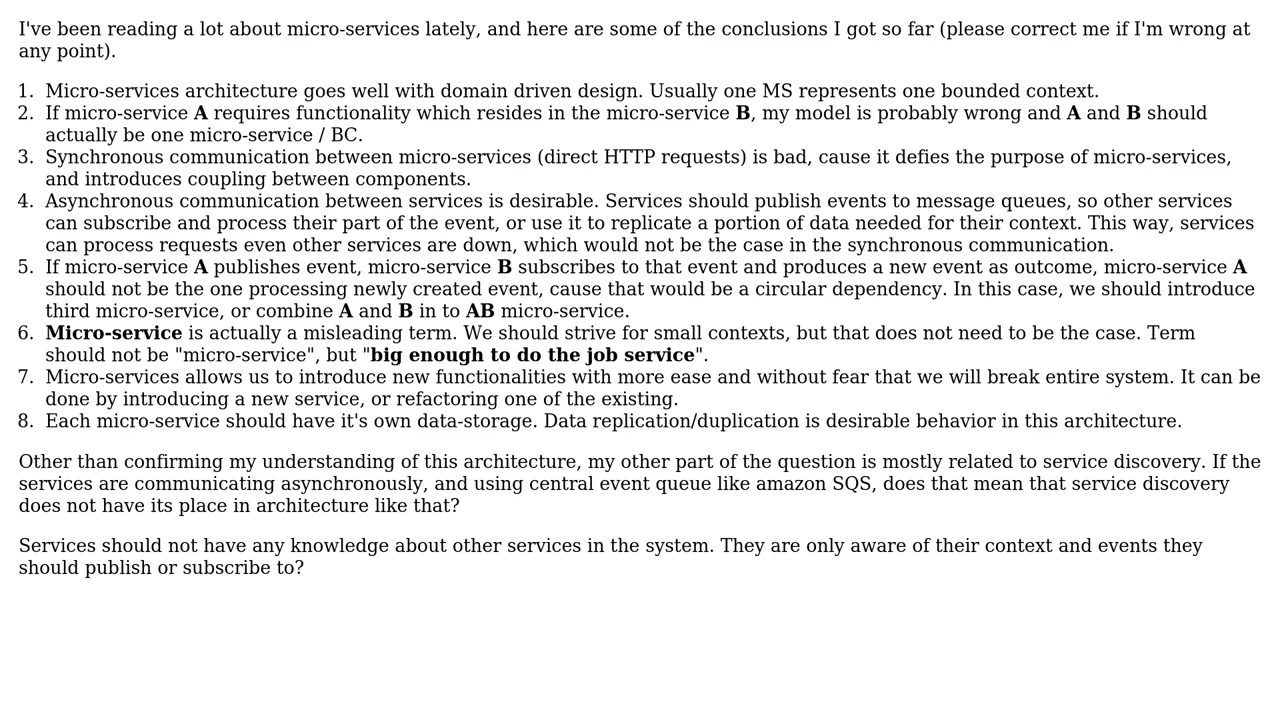 I've been reading a lot about micro-services lately, and here are some of the conclusions I got so far (please correct me if I'm wrong at
any point).
1. Micro-services architecture goes well with domain driven design. Usually one MS represents one bounded context.
2. If micro-service A requires functionality which resides in the micro-service B, my model is probably wrong and A and B should
actually be one micro-service / BC.
3. Synchronous communication between micro-services (direct HTTP requests) is bad, cause it defies the purpose of micro-services,
and introduces coupling between components.
4. Asynchronous communication between services is desirable. Services should publish events to message queues, so other services
can subscribe and process their part of the event, or use it to replicate a portion of data needed for their context. This way, services
can process requests even other services are down, which would not be the case in the synchronous communication.
5. If micro-service A publishes event, micro-service B subscribes to that event and produces a new event as outcome, micro-service A
should not be the one processing newly created event, cause that would be a circular dependency. In this case, we should introduce
third micro-service, or combine A and B in to AB micro-service.
6. Micro-service is actually a misleading term. We should strive for small contexts, but that does not need to be the case. Term
should not be "micro-service", but "big enough to do the job service".
7. Micro-services allows us to introduce new functionalities with more ease and without fear that we will break entire system. It can be
done by introducing a new service, or refactoring one of the existing.
8. Each micro-service should have it's own data-storage. Data replication/duplication is desirable behavior in this architecture.
Other than confirming my understanding of this architecture, my other part of the question is mostly related to service discovery. If the
services are communicating asynchronously, and using central event queue like amazon SQS, does that mean that service discovery
does not have its place in architecture like that?
Services should not have any knowledge about other services in the system. They are only aware of their context and events they
should publish or subscribe to?